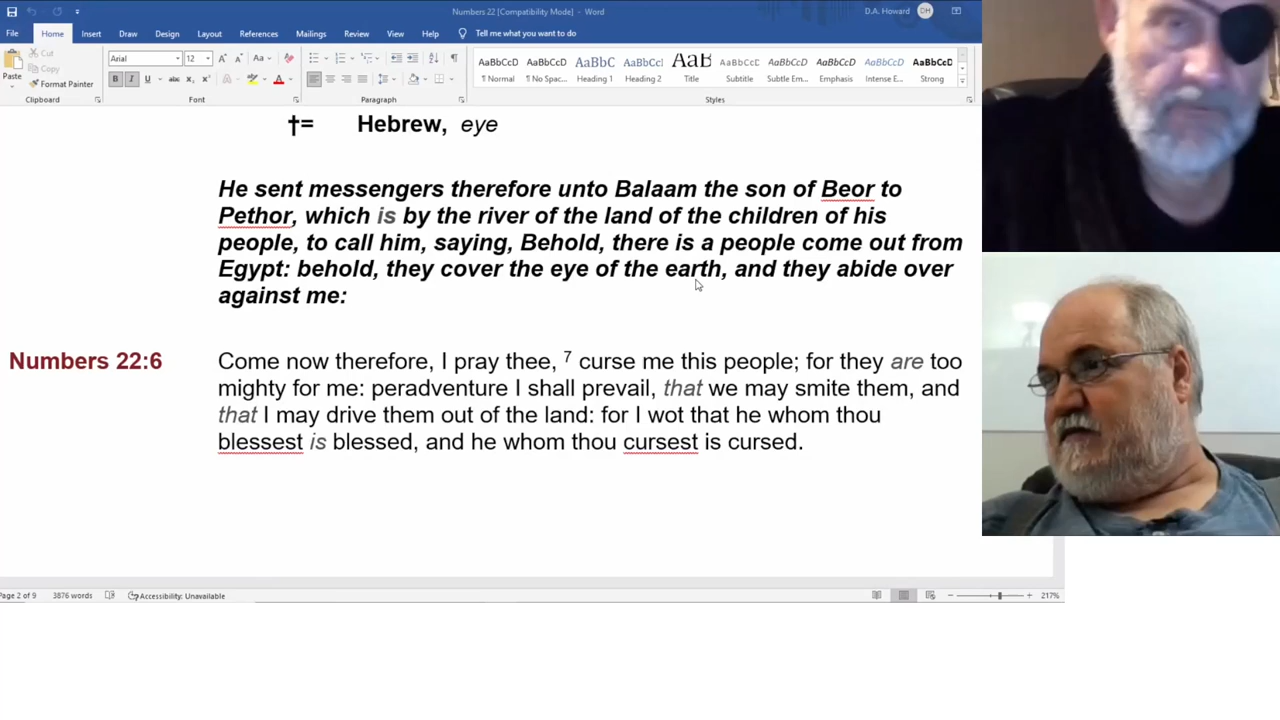 Numbers 22 [Compatibility Mode] - Word
D.A. Howard
DH
File Home Insert Draw Design Layout References Mailings Review View Help Tell me what you want to do
Paste
Cut
Copy
Format Painter
Clipboard
Arial 12 Aa
B I U abc x₂ x² A
Font
Paragraph
AaBbCcD AaBbCcD AaBbC AaBbCcI AaB AaBbCcD AaBbCcD AaBbCcD AaBbCcD AaBbCcD
¶ Normal ¶ No Spac... Heading 1 Heading 2 Title Subtitle Subtle Em... Emphasis Intense E... Strong
Styles
‡= Hebrew, eye
He sent messengers therefore unto Balaam the son of Beor to
Pethor, which is by the river of the land of the children of his
people, to call him, saying, Behold, there is a people come out from
Egypt: behold, they cover the eye of the earth, and they abide over
against me:
Numbers 22:6 Come now therefore, I pray thee, ⁷ curse me this people; for they are too
mighty for me: peradventure I shall prevail, that we may smite them, and
that I may drive them out of the land: for I wot that he whom thou
blessest is blessed, and he whom thou cursest is cursed.
Page 2 of 9 3876 words Accessibility: Unavailable 217%